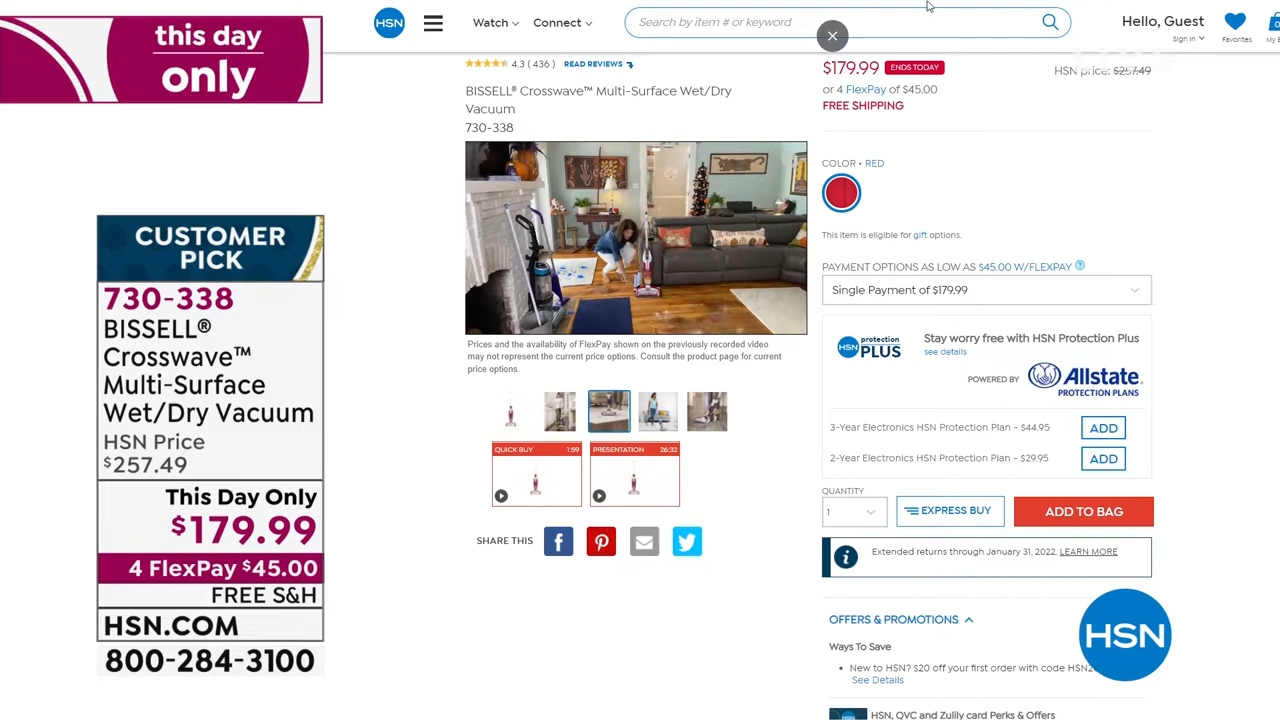 this day
only
CUSTOMER
PICK
730-338
BISSELL®
Crosswave™
Multi-Surface
Wet/Dry Vacuum
HSN Price
$257.49
This Day Only
$179.99
4 FlexPay $45.00
FREE S&H
HSN.COM
800-284-3100
HSN
Watch
Connect
Search by item # or keyword
Hello, Guest
Sign In
Favorites
4.3 ( 436 ) READ REVIEWS
BISSELL® Crosswave™ Multi-Surface Wet/Dry
Vacuum
730-338
Prices and the availability of FlexPay shown on the previously recorded video
may not represent the current price options. Consult the product page for current
price options.
QUICK BUY 1:59
PRESENTATION 26:32
SHARE THIS
$179.99 ENDS TODAY
HSN price: $257.49
or 4 FlexPay of $45.00
FREE SHIPPING
COLOR • RED
This item is eligible for gift options.
PAYMENT OPTIONS AS LOW AS $45.00 W/FLEXPAY ?
Single Payment of $179.99
HSN protection PLUS
Stay worry free with HSN Protection Plus
see details
POWERED BY Allstate.
PROTECTION PLANS
3-Year Electronics HSN Protection Plan - $44.95 ADD
2-Year Electronics HSN Protection Plan - $29.95 ADD
QUANTITY
1
EXPRESS BUY
ADD TO BAG
Extended returns through January 31, 2022. LEARN MORE
OFFERS & PROMOTIONS
Ways To Save
• New to HSN? $20 off your first order with code
See Details
HSN, QVC and Zulily card Perks & Offers
HSN